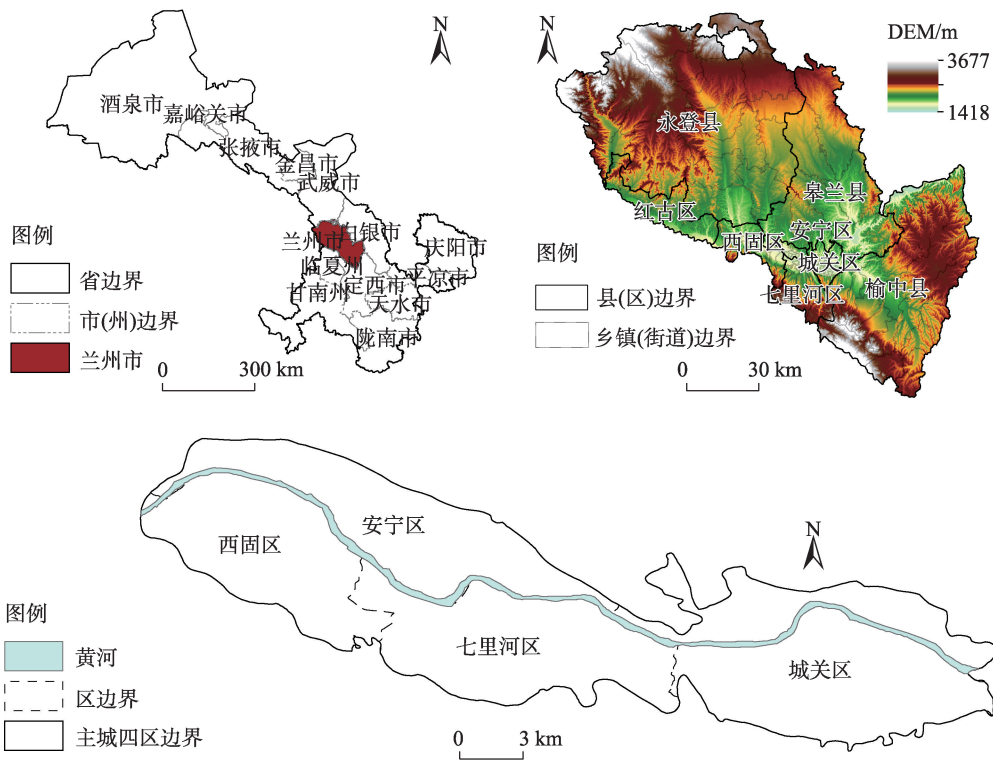 N
酒泉市
嘉峪关市
张掖市
金昌市
武威市
兰州市
白银市
临夏州
定西市
甘南州
庆阳市
平凉市
天水市
陇南市
图例
省边界
市(州)边界
兰州市
0 300 km
N
DEM/m
3677
1418
永登县
皋兰县
红古区
安宁区
西固区
城关区
七里河区
榆中县
图例
县(区)边界
乡镇(街道)边界
0 30 km
N
安宁区
西固区
七里河区
城关区
图例
黄河
区边界
主城四区边界
0 3 km